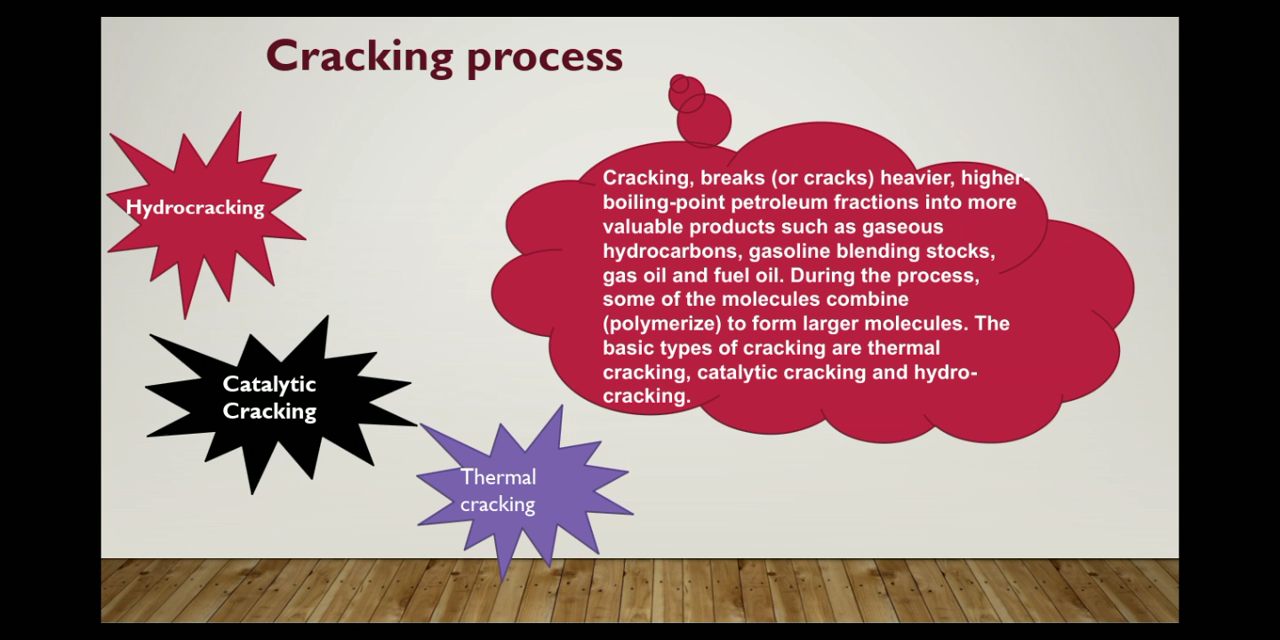 Cracking process
Hydrocracking
Catalytic
Cracking
Thermal
cracking
Cracking, breaks (or cracks) heavier, higher-
boiling-point petroleum fractions into more
valuable products such as gaseous
hydrocarbons, gasoline blending stocks,
gas oil and fuel oil. During the process,
some of the molecules combine
(polymerize) to form larger molecules. The
basic types of cracking are thermal
cracking, catalytic cracking and hydro-
cracking.